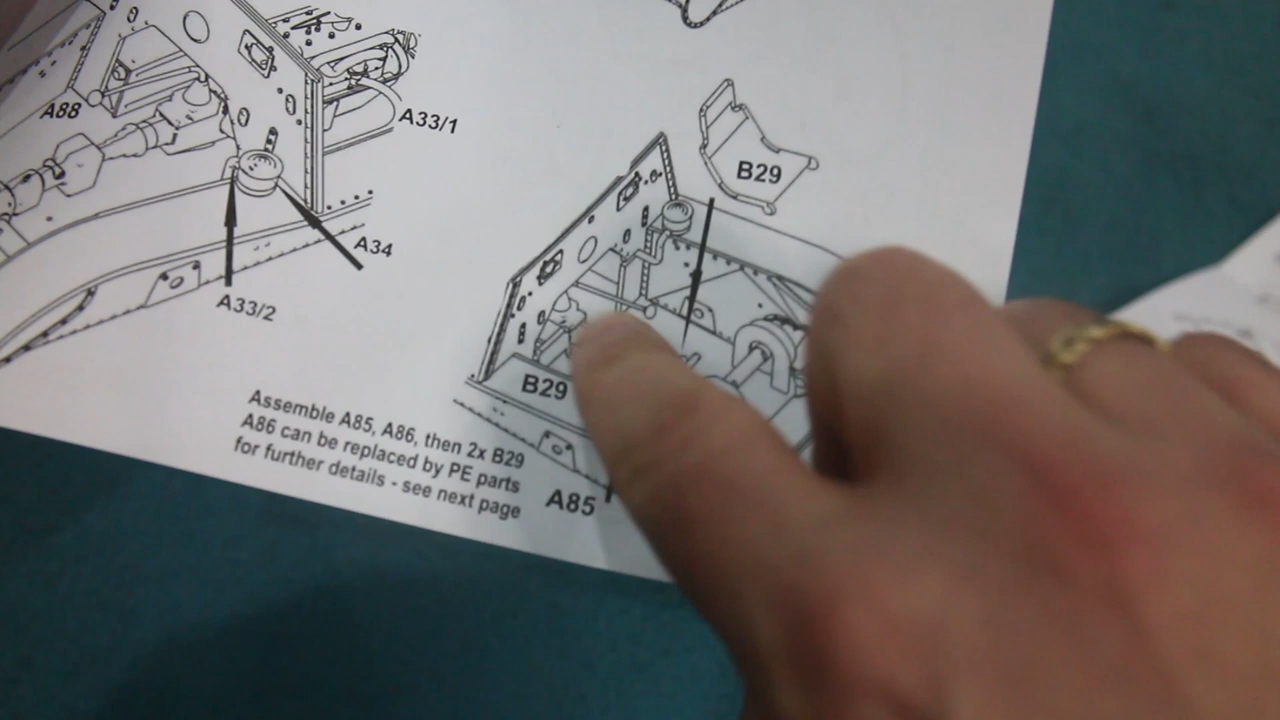 A88
A33/1
A34
A33/2
B29
B29
A85
Assemble A85, A86, then 2x B29
A86 can be replaced by PE parts
for further details - see next page